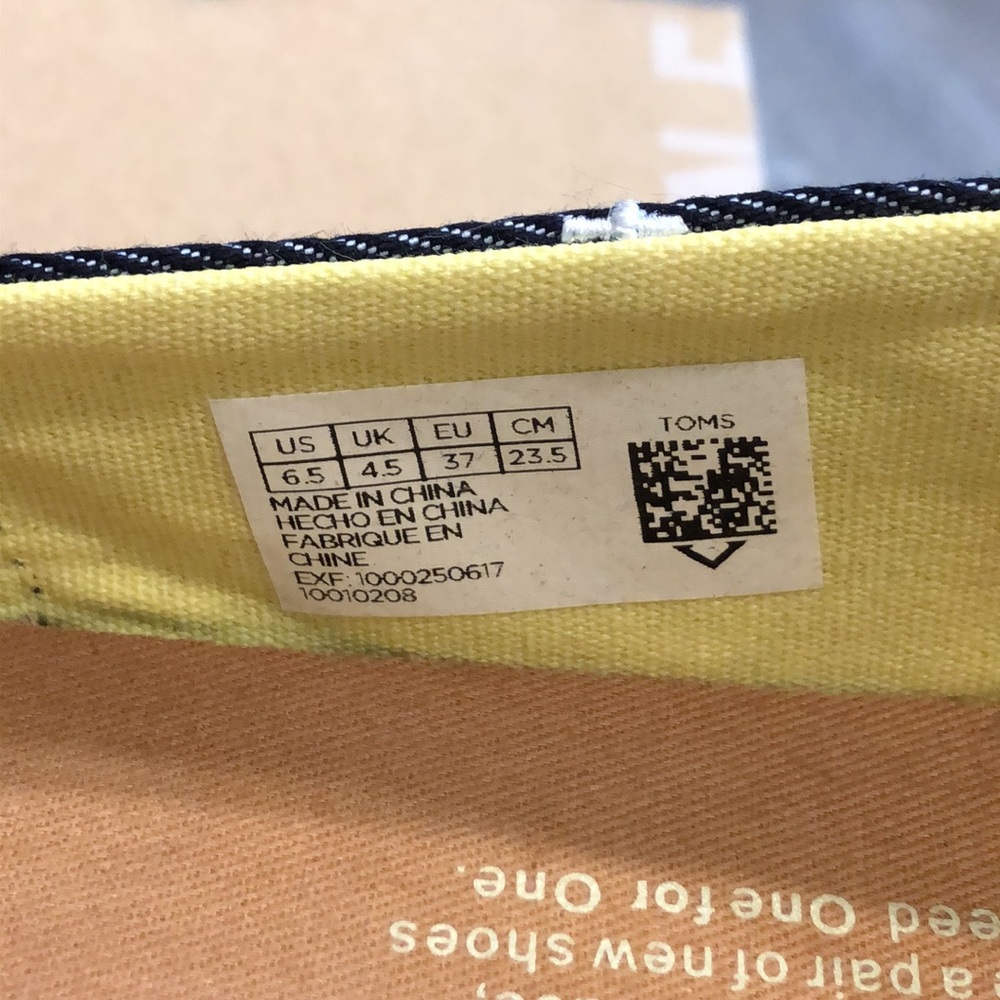 US UK EU CM
6.5 4.5 37 23.5
MADE IN CHINA
HECHO EN CHINA
FABRIQUE EN
CHINE
EXF: 1000250617
10010208
TOMS
a pair of new shoes
One for One.